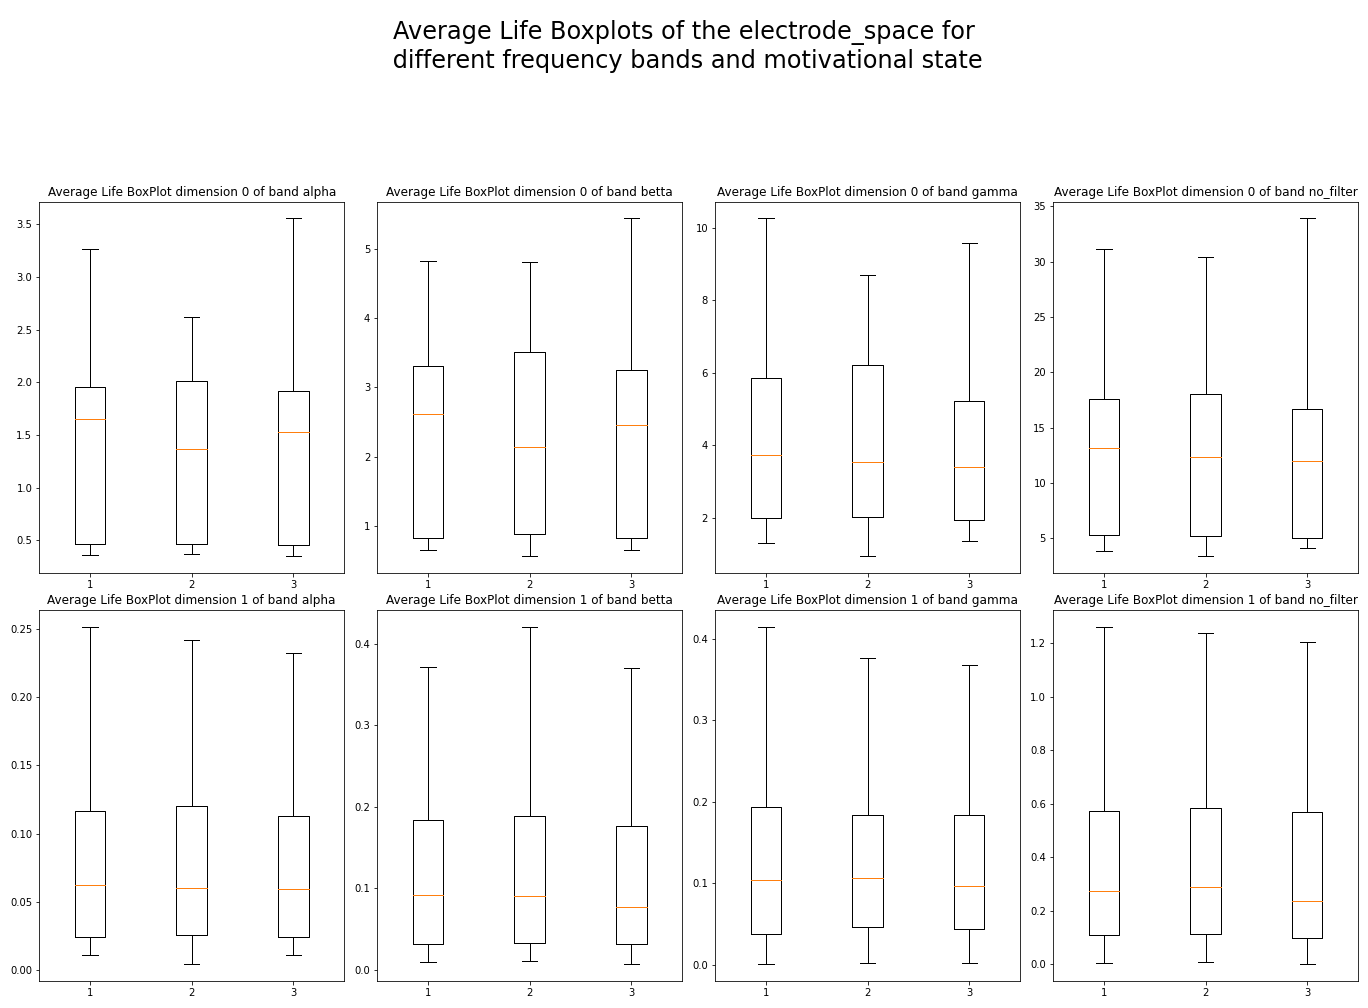 Average Life Boxplots of the electrode_space for
different frequency bands and motivational state
Average Life BoxPlot dimension 0 of band alpha
3.5
3.0
2.5
2.0
1.5
1.0
0.5
1 2 3
Average Life BoxPlot dimension 0 of band betta
5
4
3
2
1
1 2 3
Average Life BoxPlot dimension 0 of band gamma
10
8
6
4
2
1 2 3
Average Life BoxPlot dimension 0 of band no_filter
35
30
25
20
15
10
5
1 2 3
Average Life BoxPlot dimension 1 of band alpha
0.25
0.20
0.15
0.10
0.05
0.00
1 2 3
Average Life BoxPlot dimension 1 of band betta
0.4
0.3
0.2
0.1
0.0
1 2 3
Average Life BoxPlot dimension 1 of band gamma
0.4
0.3
0.2
0.1
0.0
1 2 3
Average Life BoxPlot dimension 1 of band no_filter
1.2
1.0
0.8
0.6
0.4
0.2
0.0
1 2 3